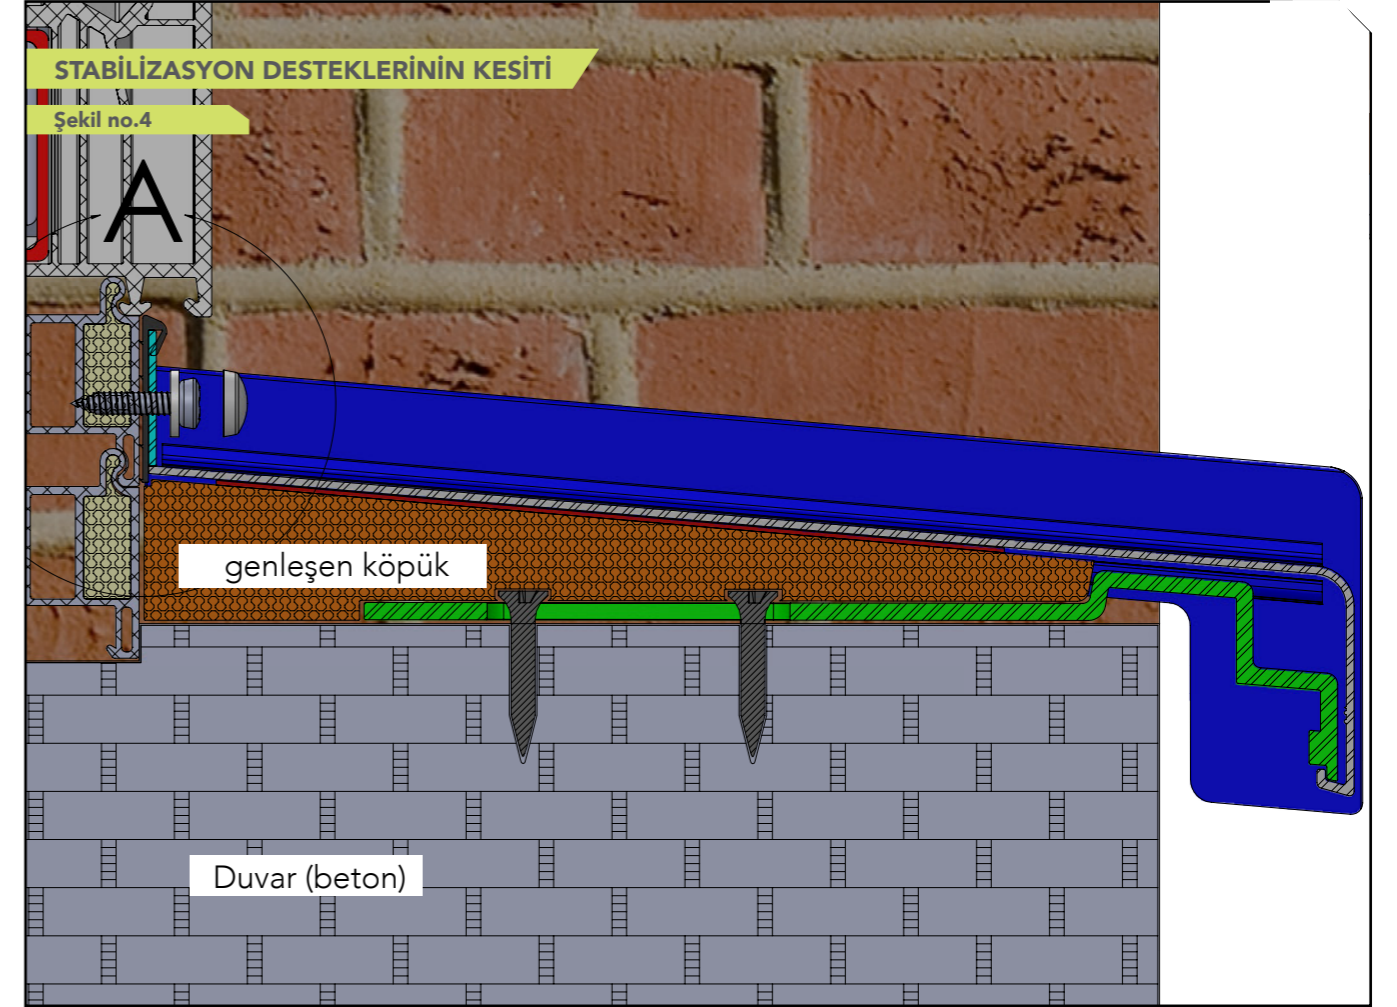 STABİLİZASYON DESTEKLERİNİN KESİTİ
Şekil no.4
A
genleşen köpük
Duvar (beton)